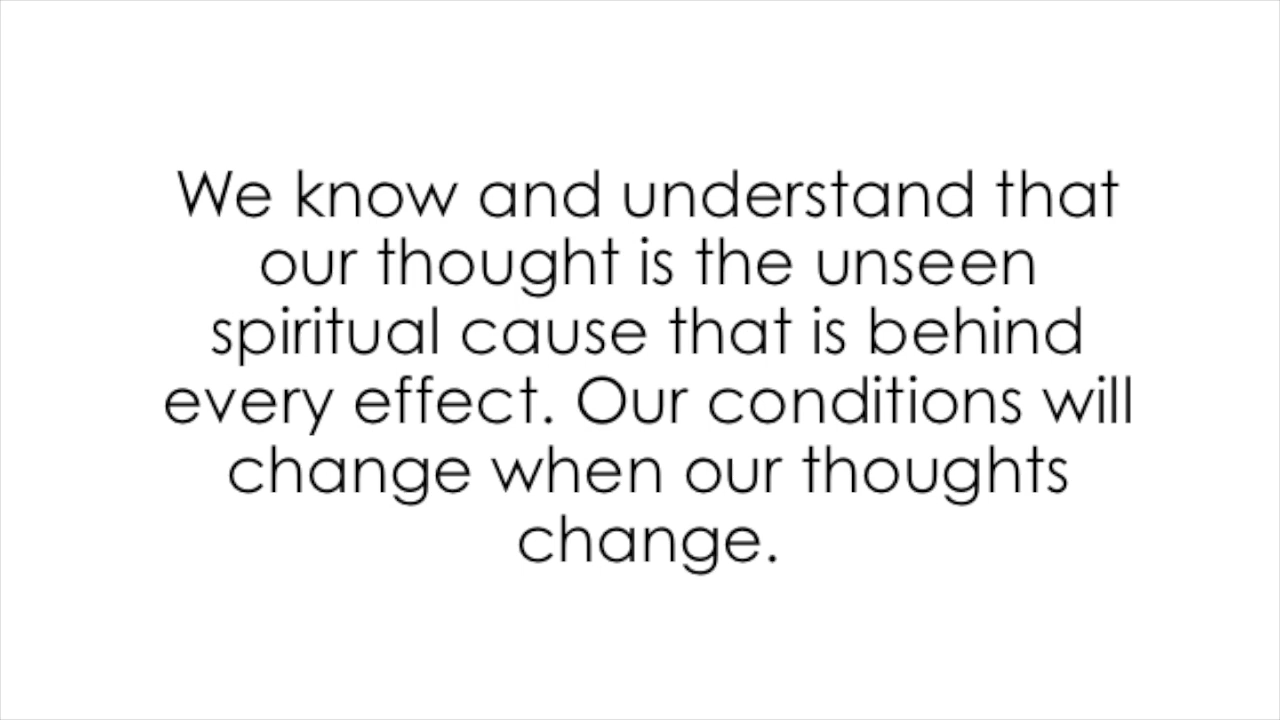 We know and understand that
our thought is the unseen
spiritual cause that is behind
every effect. Our conditions will
change when our thoughts
change.